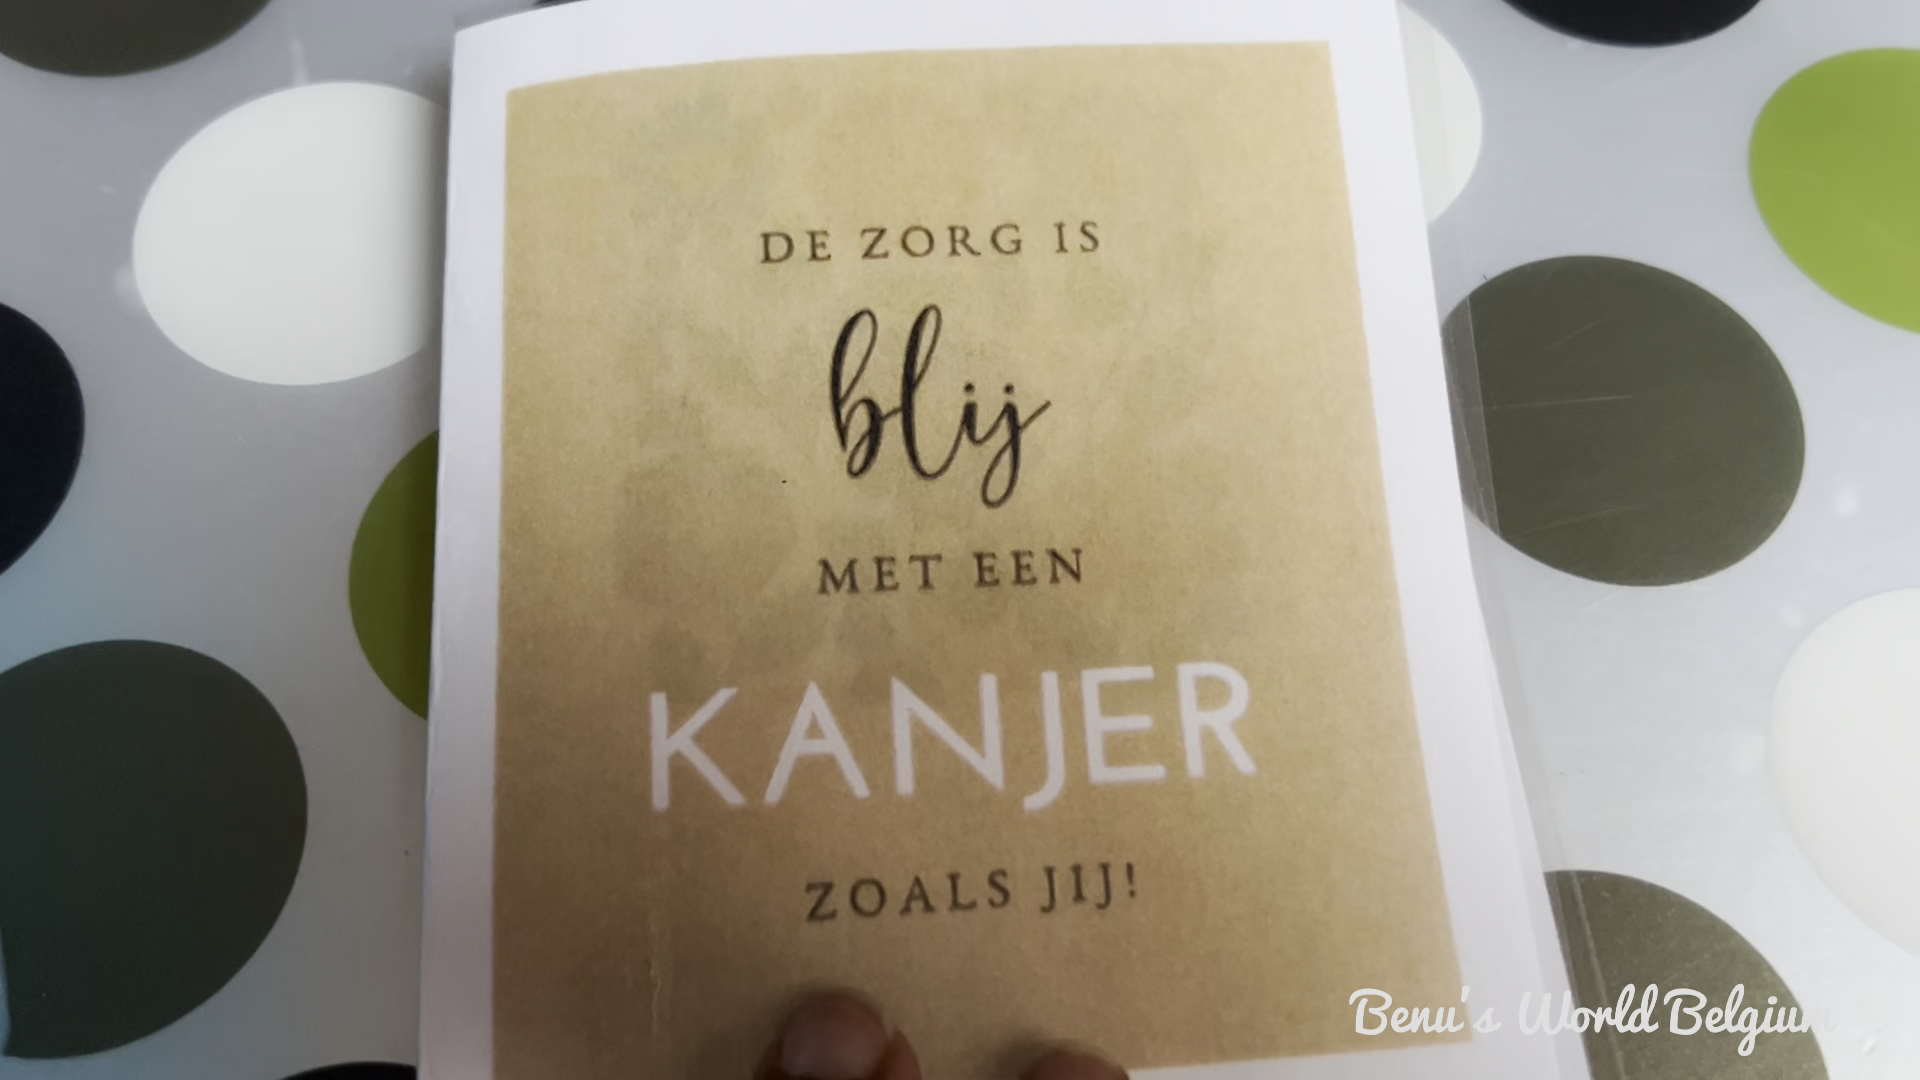 DE ZORG IS
blij
MET EEN
KANJER
ZOALS JIJ!
Benu's World Belgium